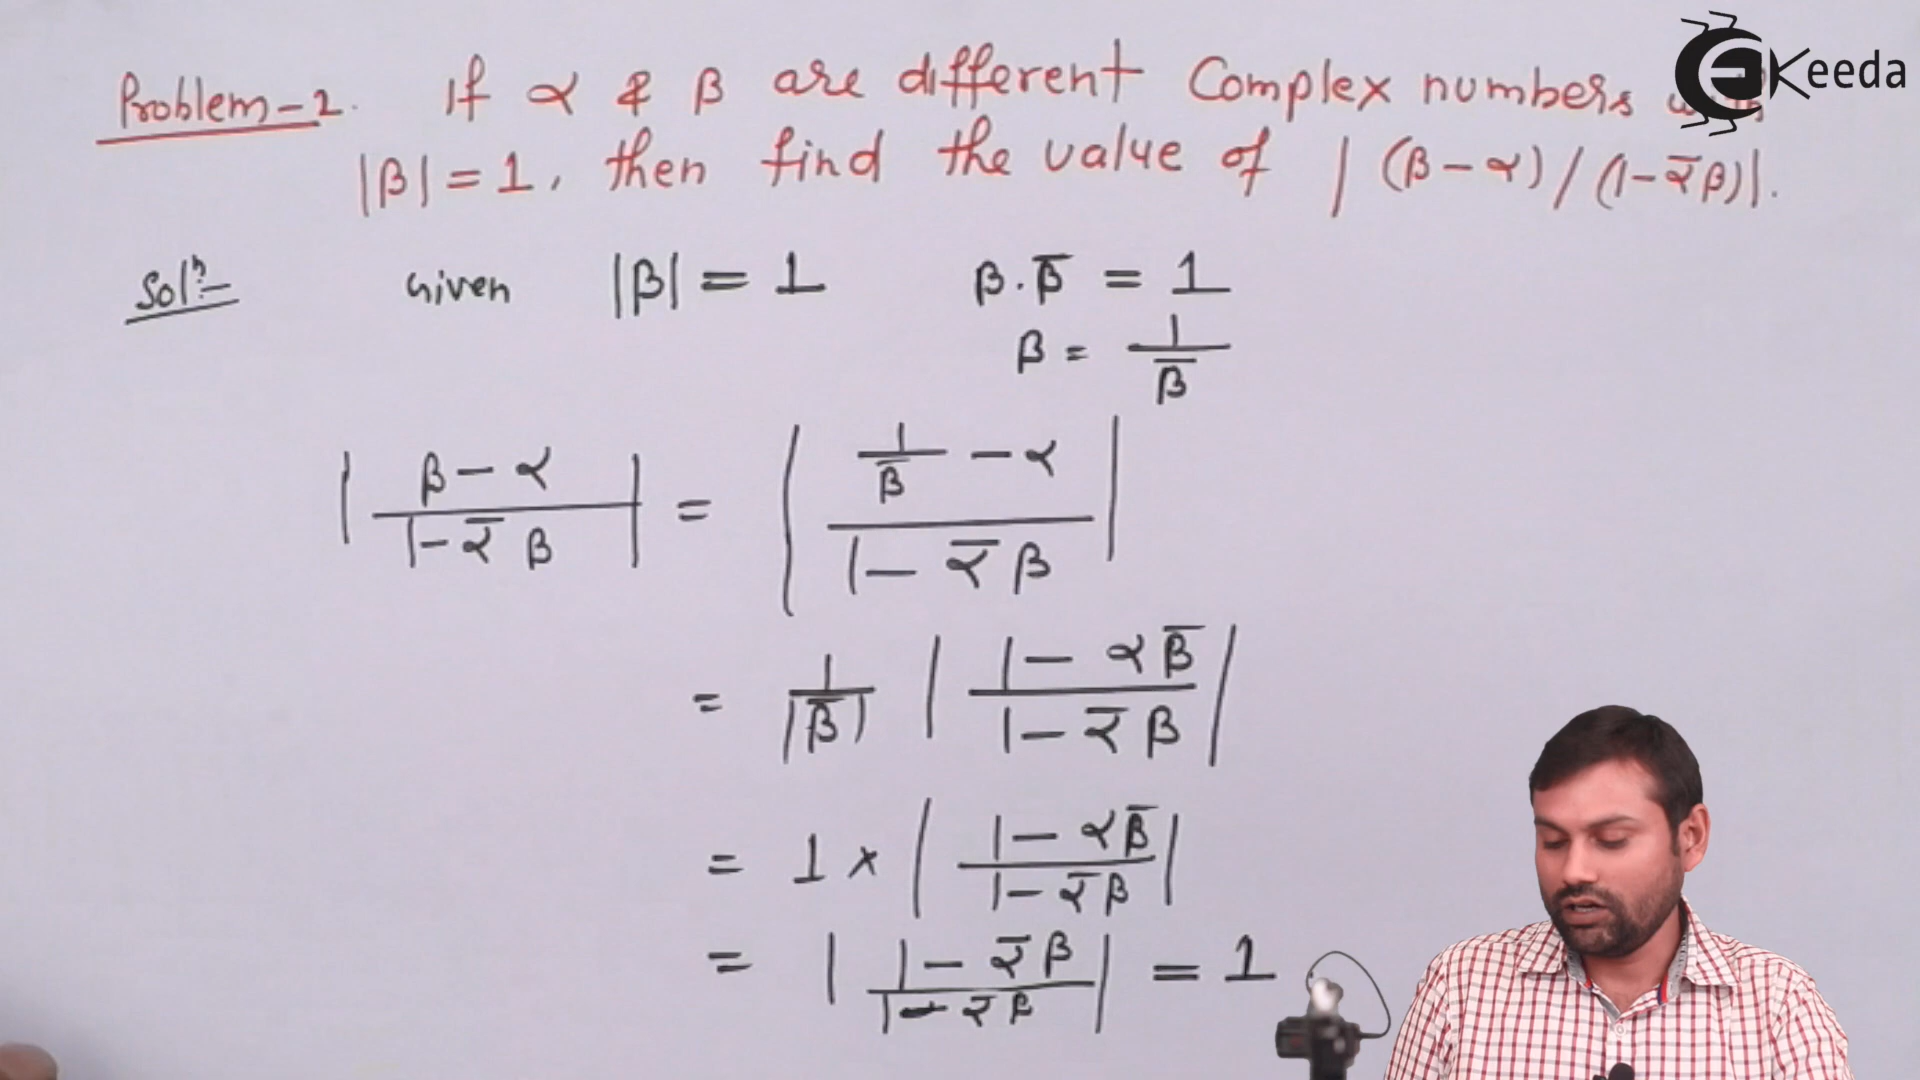 EKeeda
Problem-2. If α & β are different Complex numbers
|β| = 1, then find the value of | (β-α) / (1-ᾱβ)|.
Solⁿ:- Given |β| = 1 β.β̄ = 1
β = 1/β̄
| (β-α)/(1-ᾱβ) | = | (1/β̄ - α)/(1-ᾱβ) |
= 1/|β̄| | (1-αβ̄)/(1-ᾱβ) |
= 1 × | (1-αβ̄)/(1-ᾱβ) |
= | (1-ᾱβ)/(1-ᾱβ) | = 1